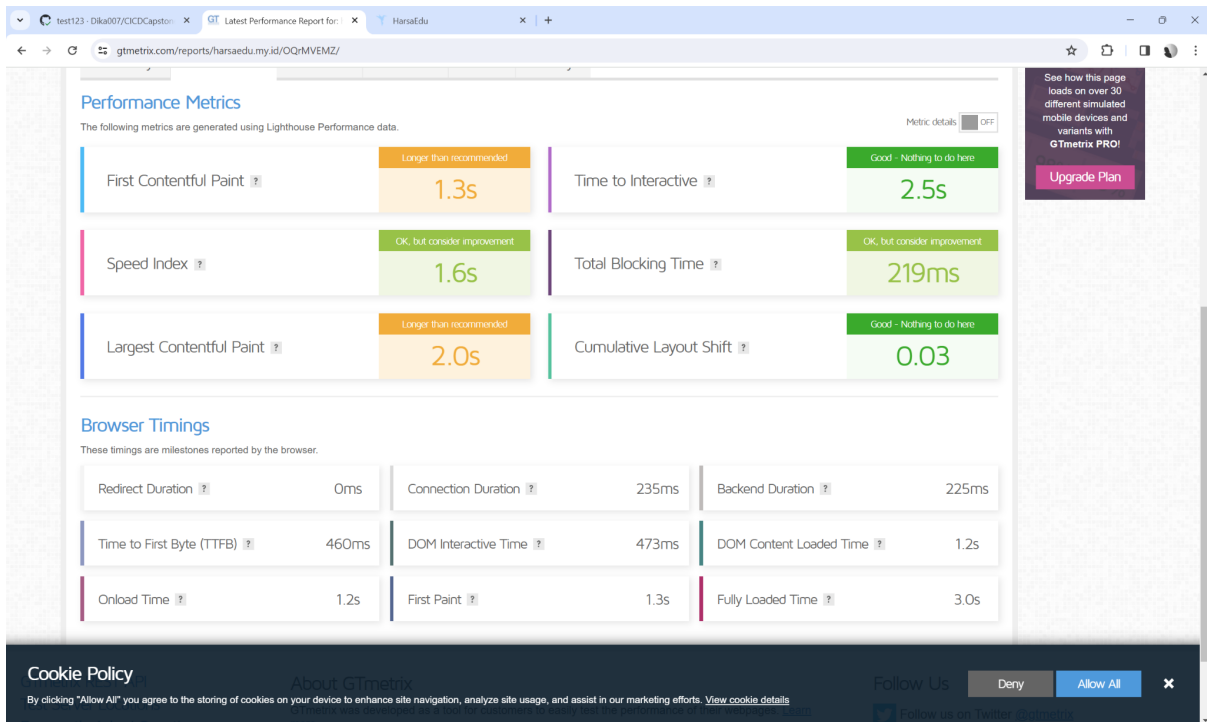 test123 · Dika007/CICDCapston
GT Latest Performance Report for:
HarsaEdu
gtmetrix.com/reports/harsaedu.my.id/OQrMVEMZ/
See how this page
loads on over 30
different simulated
mobile devices and
variants with
GTmetrix PRO!
Upgrade Plan
Performance Metrics
The following metrics are generated using Lighthouse Performance data.
Metric details OFF
First Contentful Paint ?
Longer than recommended
1.3s
Time to Interactive ?
Good - Nothing to do here
2.5s
Speed Index ?
OK, but consider improvement
1.6s
Total Blocking Time ?
OK, but consider improvement
219ms
Largest Contentful Paint ?
Longer than recommended
2.0s
Cumulative Layout Shift ?
Good - Nothing to do here
0.03
Browser Timings
These timings are milestones reported by the browser.
Redirect Duration ? 0ms
Connection Duration ? 235ms
Backend Duration ? 225ms
Time to First Byte (TTFB) ? 460ms
DOM Interactive Time ? 473ms
DOM Content Loaded Time ? 1.2s
Onload Time ? 1.2s
First Paint ? 1.3s
Fully Loaded Time ? 3.0s
Cookie Policy
By clicking "Allow All" you agree to the storing of cookies on your device to enhance site navigation, analyze site usage, and assist in our marketing efforts. View cookie details
Deny
Allow All
About GTmetrix
Follow Us
Follow us on Twitter @gtmetrix